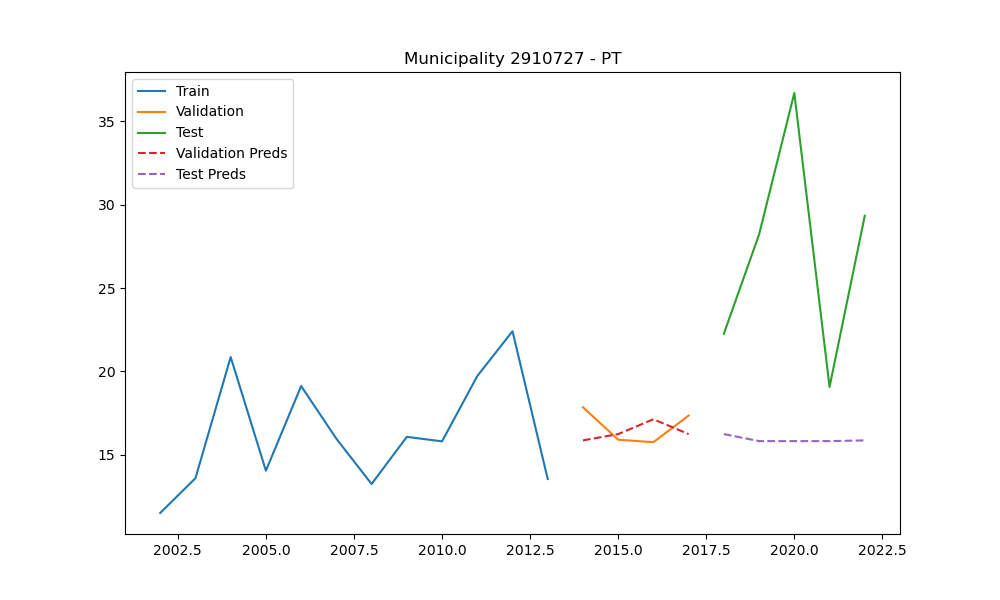 Municipality 2910727 - PT
Train
Validation
Test
Validation Preds
Test Preds
35
30
25
20
15
2002.5 2005.0 2007.5 2010.0 2012.5 2015.0 2017.5 2020.0 2022.5